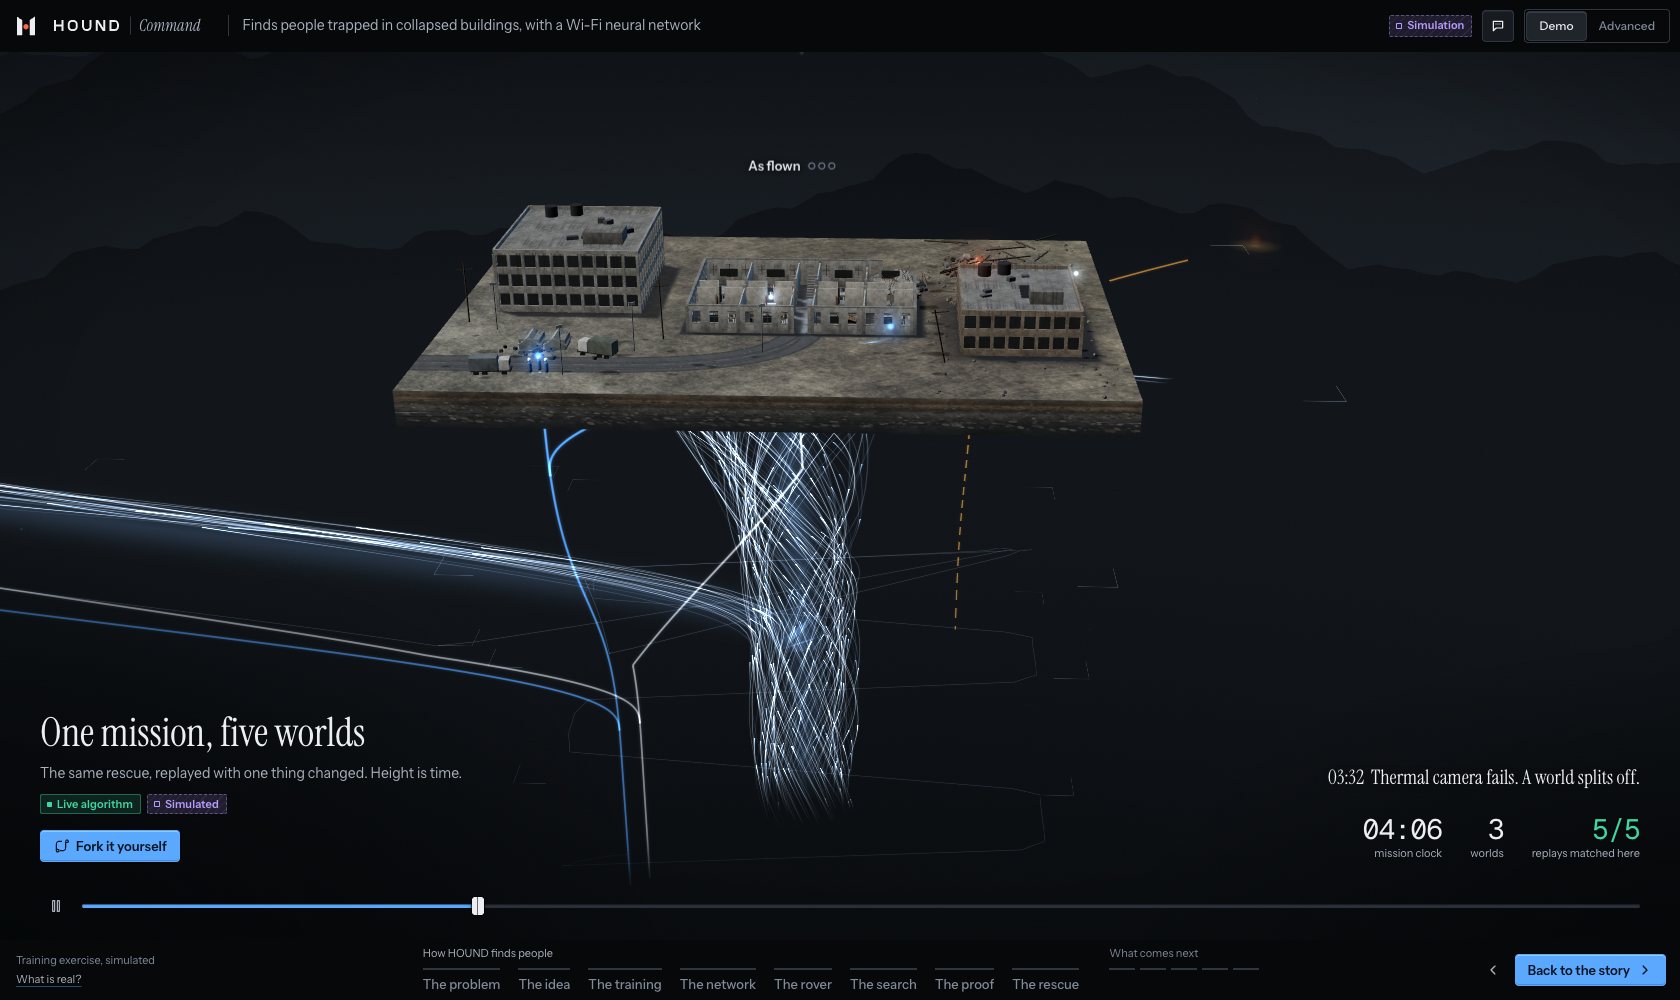 HOUND Command Finds people trapped in collapsed buildings, with a Wi-Fi neural network
Simulation
Demo Advanced
As flown
One mission, five worlds
The same rescue, replayed with one thing changed. Height is time.
Live algorithm Simulated
Fork it yourself
03:32 Thermal camera fails. A world splits off.
04:06 3 5/5
mission clock worlds replays matched here
Training exercise, simulated
What is real?
How HOUND finds people
The problem The idea The training The network The rover The search The proof The rescue
What comes next
Back to the story